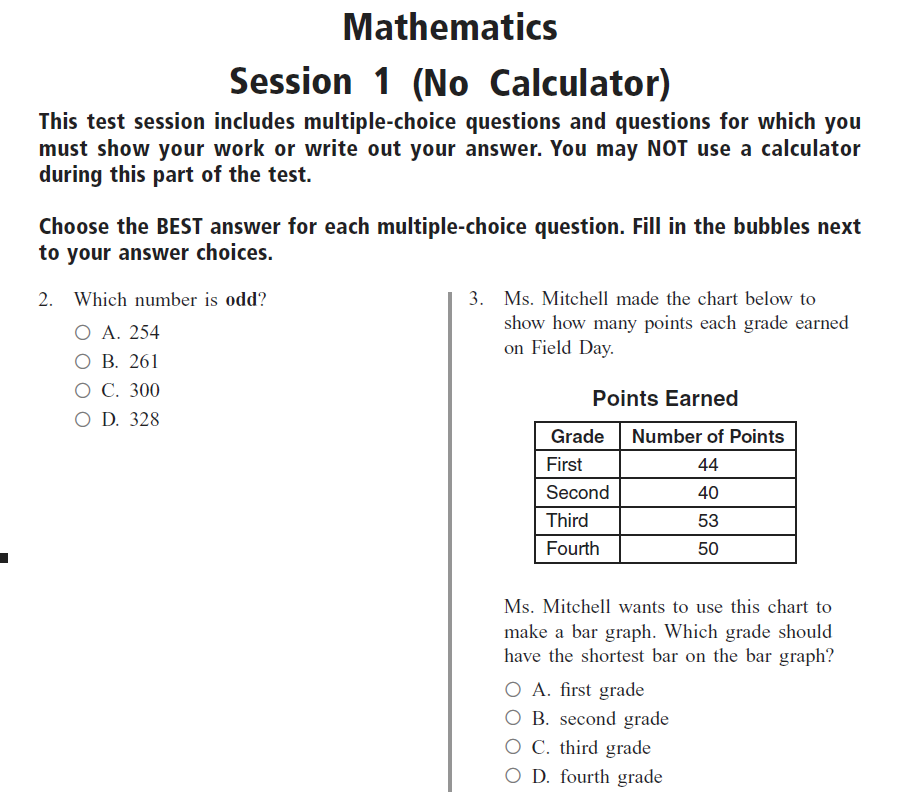 Mathematics
Session 1 (No Calculator)
This test session includes multiple-choice questions and questions for which you
must show your work or write out your answer. You may NOT use a calculator
during this part of the test.
Choose the BEST answer for each multiple-choice question. Fill in the bubbles next
to your answer choices.
2. Which number is odd?
A. 254
B. 261
C. 300
D. 328
3. Ms. Mitchell made the chart below to
show how many points each grade earned
on Field Day.
Points Earned
Grade Number of Points
First 44
Second 40
Third 53
Fourth 50
Ms. Mitchell wants to use this chart to
make a bar graph. Which grade should
have the shortest bar on the bar graph?
A. first grade
B. second grade
C. third grade
D. fourth grade